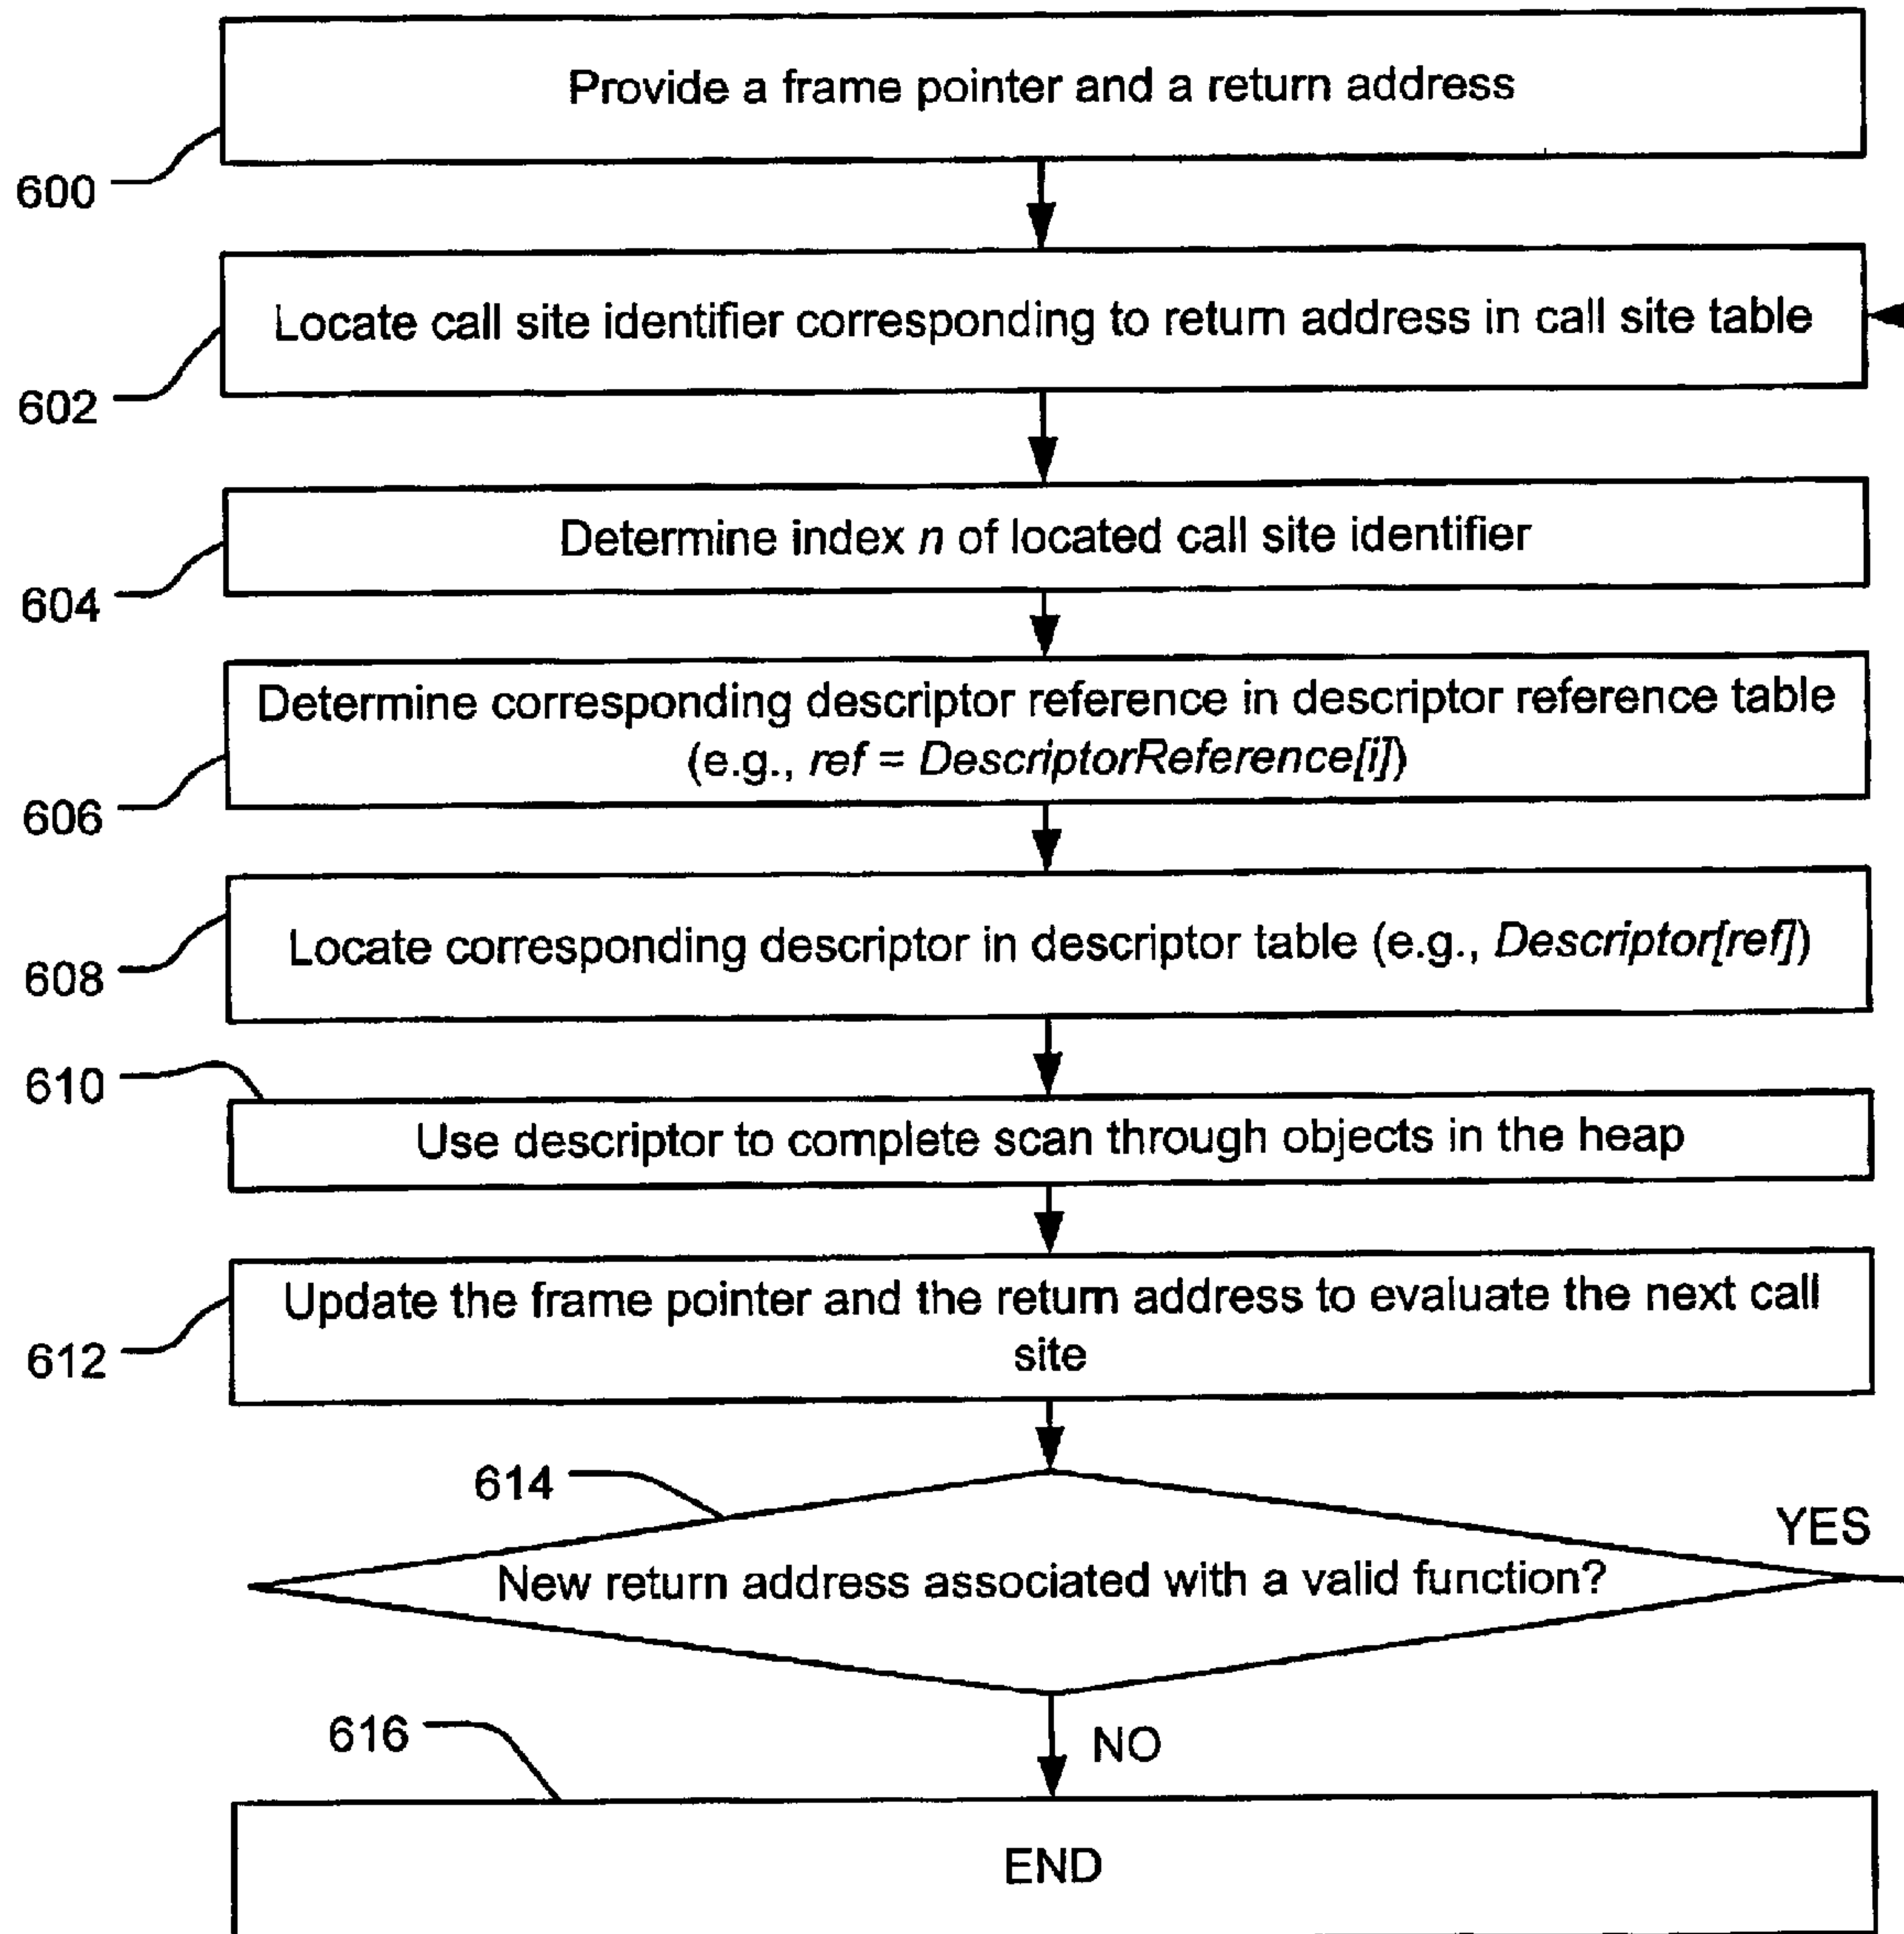 Provide a frame pointer and a return address
600
Locate call site identifier corresponding to return address in call site table
602
Determine index n of located call site identifier
604
Determine corresponding descriptor reference in descriptor reference table
(e.g., ref = DescriptorReference[i])
606
Locate corresponding descriptor in descriptor table (e.g., Descriptor[ref])
608
610
Use descriptor to complete scan through objects in the heap
Update the frame pointer and the return address to evaluate the next call
site
612
614
YES
New return address associated with a valid function?
616
NO
END